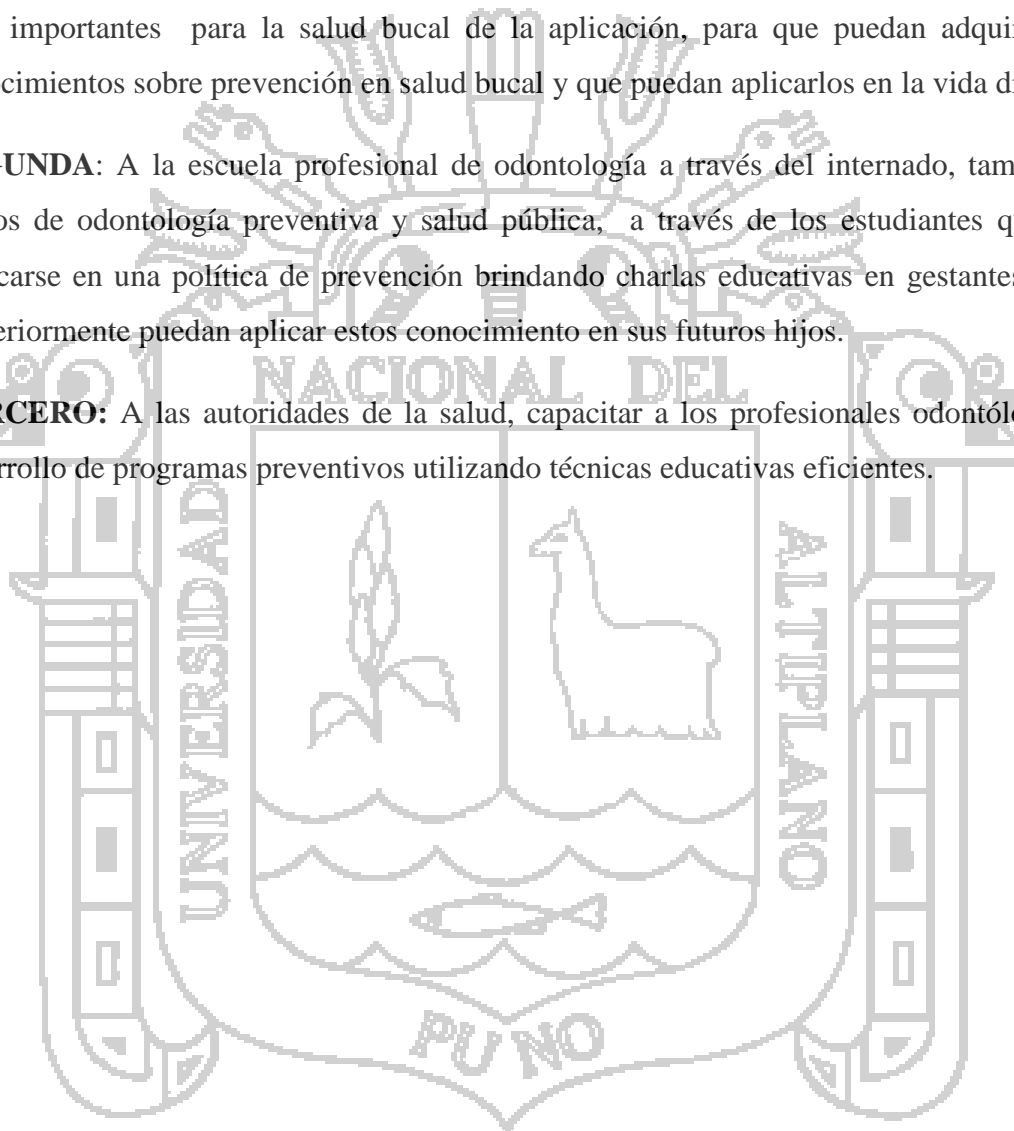 importantes para la salud bucal de la aplicación, para que puedan adqui
ocimientos sobre prevención en salud bucal y que puedan aplicarlos en la vida di
UNDA: A la escuela profesional de odontología a través del internado, tam
os de odontología preventiva y salud pública, a través de los estudiantes q
carse en una política de prevención brindando charlas educativas en gestantes
eriormente puedan aplicar estos conocimiento en sus futuros hijos.
NACIONAL DEL
RCERO: A las autoridades de la salud, capacitar a los profesionales odontól
rrollo de programas preventivos utilizando técnicas educativas eficientes.
UNIVERSIDAD
ALTIPLANO
PUNO